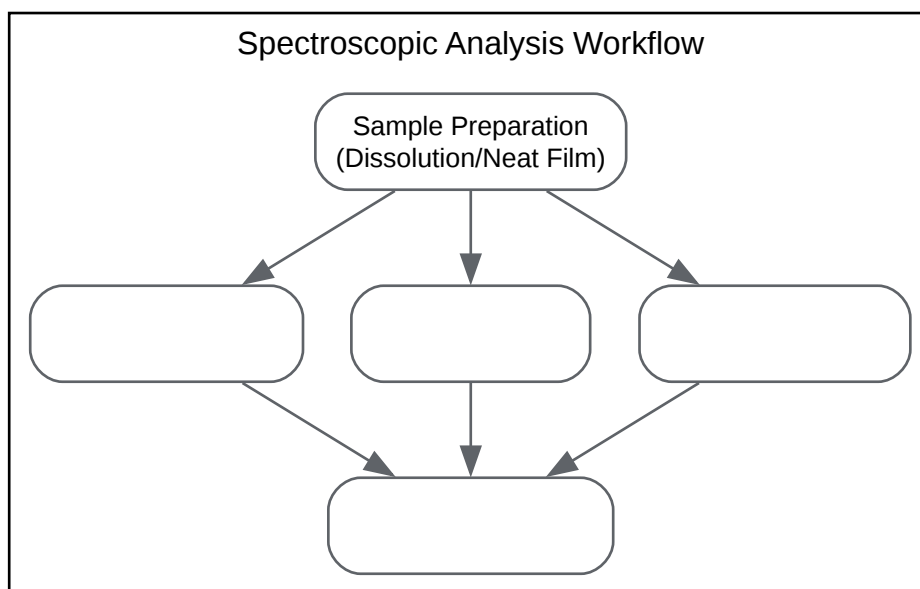 Spectroscopic Analysis Workflow
Sample Preparation
(Dissolution/Neat Film)